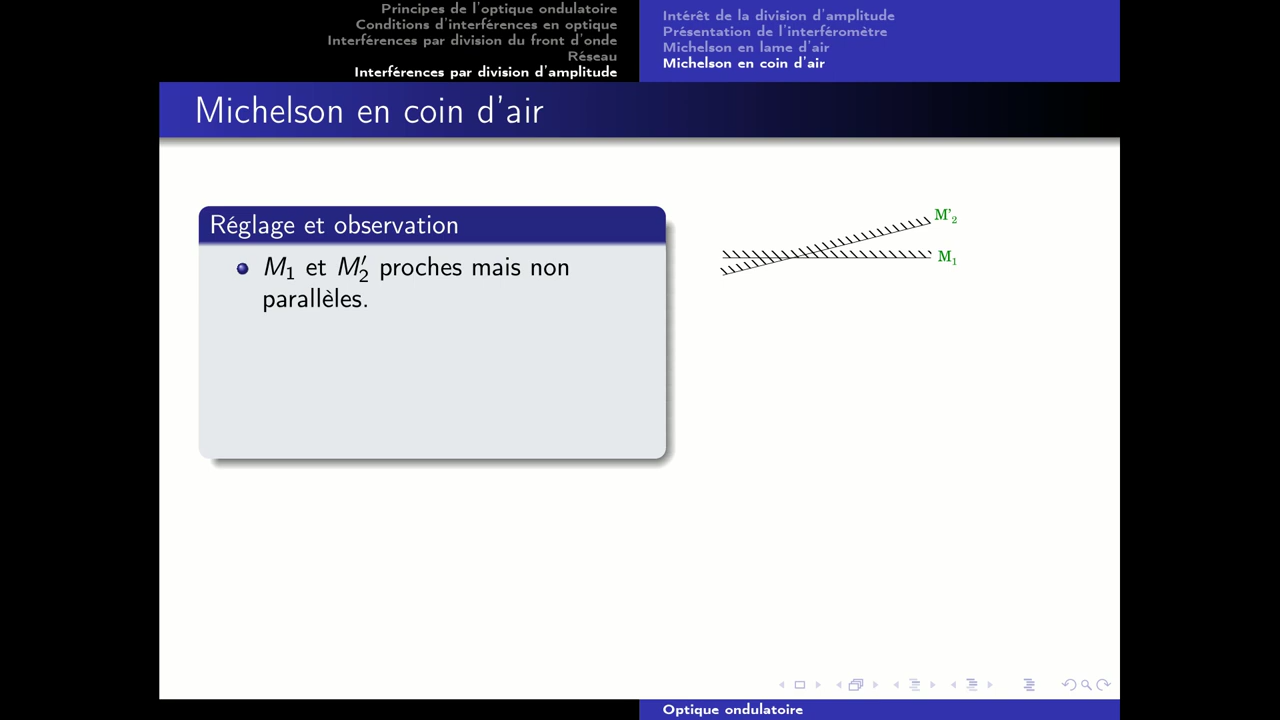 Principes de l'optique ondulatoire
Conditions d'interférences en optique
Interférences par division du front d'onde
Réseau
Interférences par division d'amplitude
Intérêt de la division d'amplitude
Présentation de l'interféromètre
Michelson en lame d'air
Michelson en coin d'air
Michelson en coin d'air
Réglage et observation
M₁ et M′₂ proches mais non
parallèles.
M'₂
M₁
Optique ondulatoire